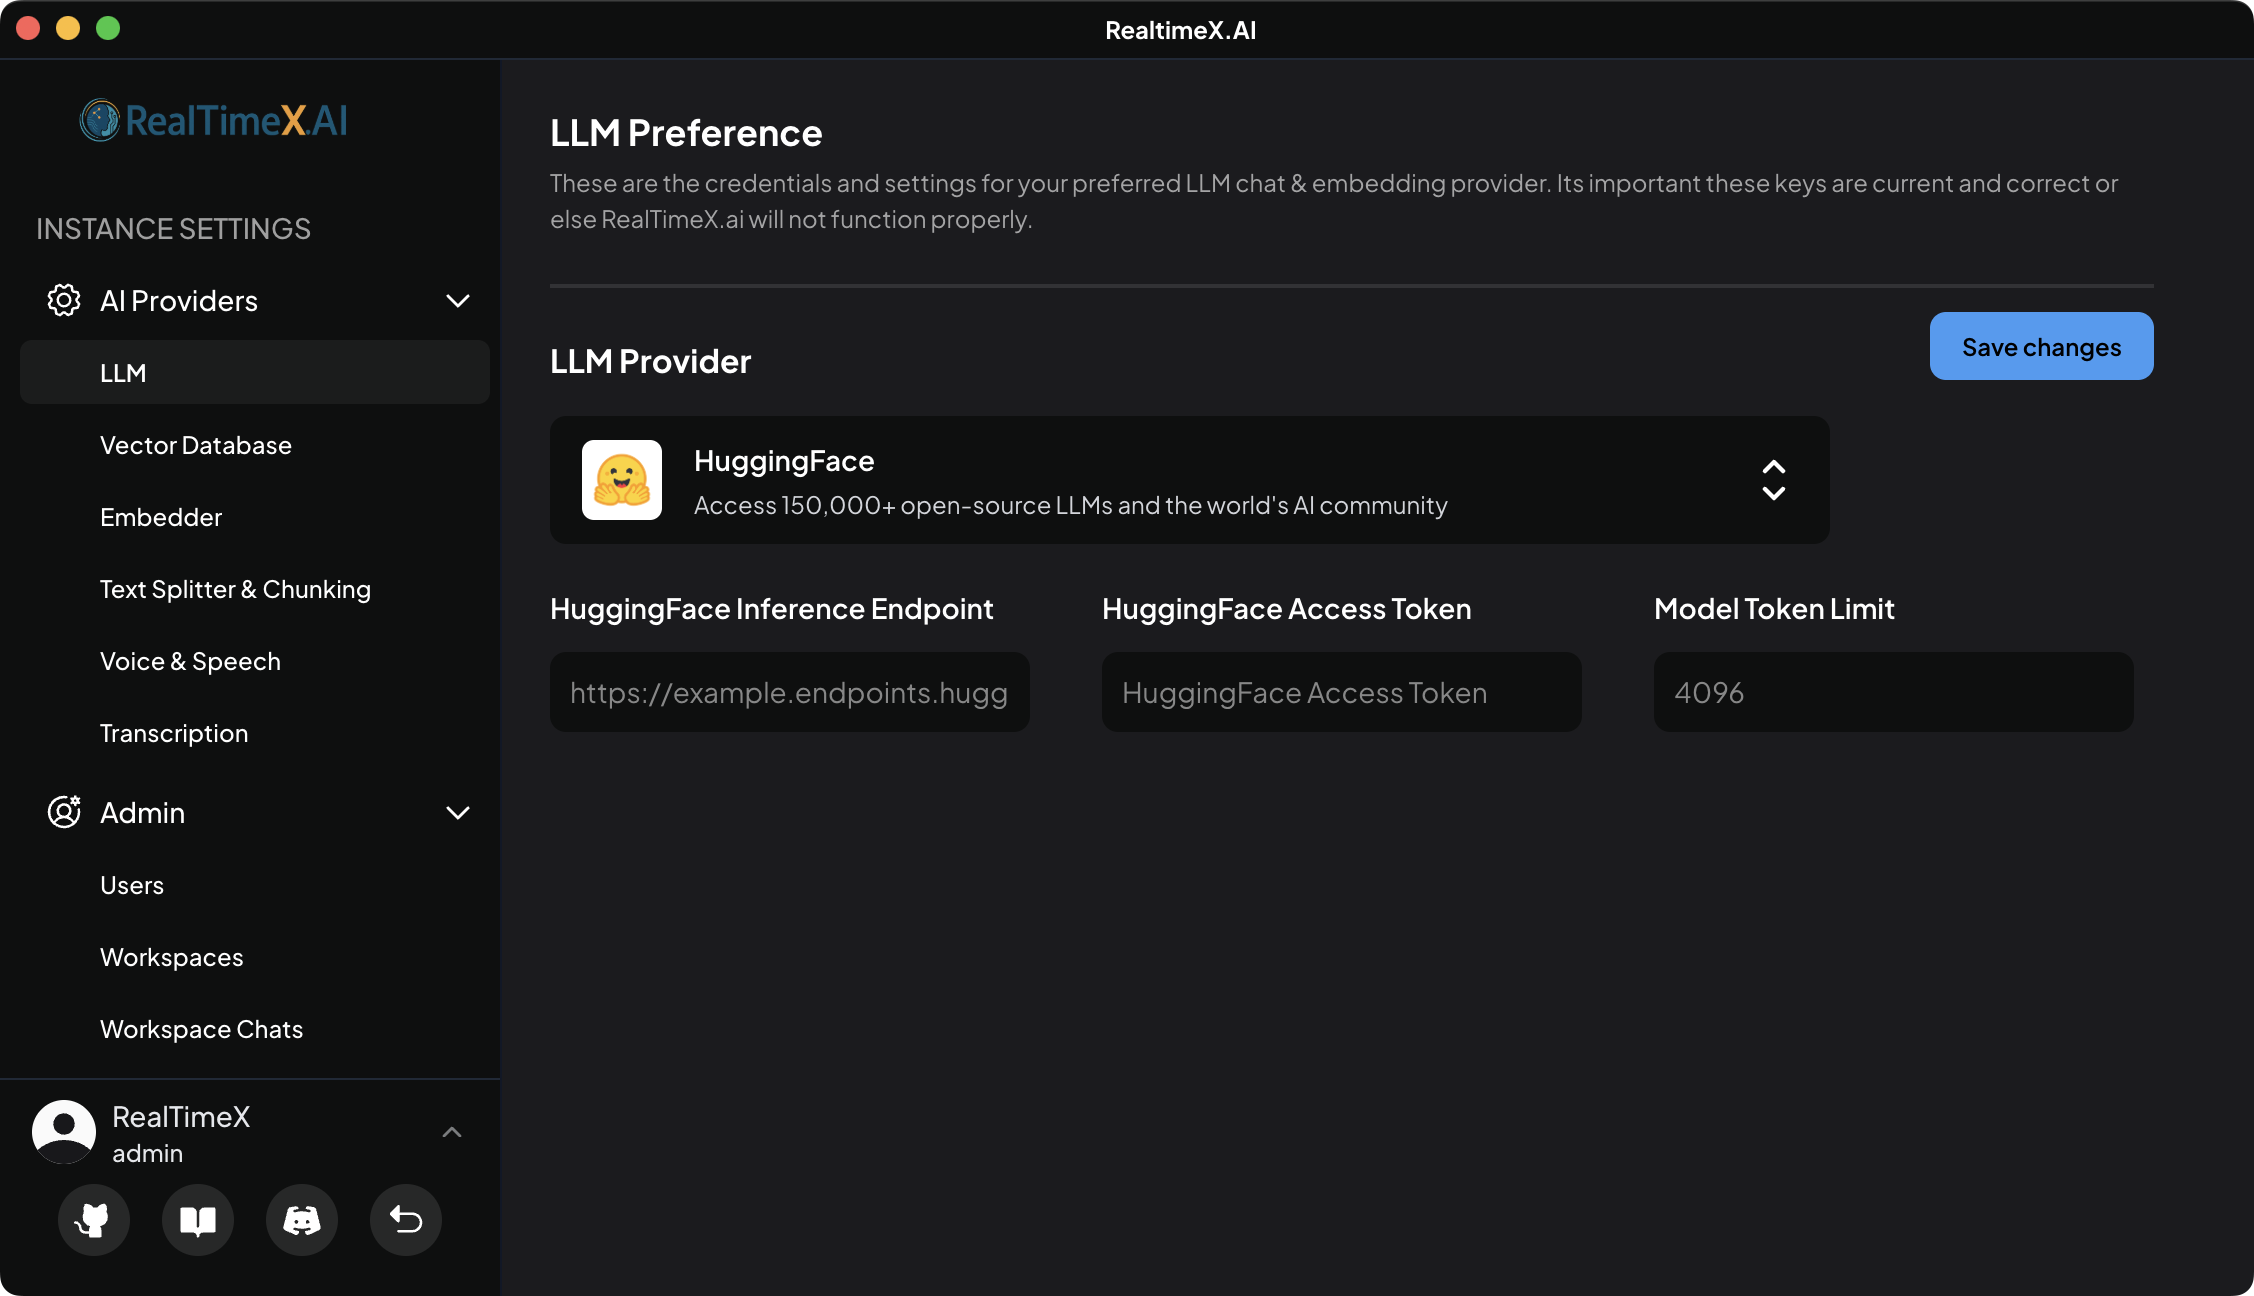 RealtimeX.AI
RealTimeX.AI
INSTANCE SETTINGS
AI Providers
LLM
Vector Database
Embedder
Text Splitter & Chunking
Voice & Speech
Transcription
Admin
Users
Workspaces
Workspace Chats
RealTimeX
admin
LLM Preference
These are the credentials and settings for your preferred LLM chat & embedding provider. Its important these keys are current and correct or
else RealTimeX.ai will not function properly.
Save changes
LLM Provider
HuggingFace
Access 150,000+ open-source LLMs and the world's AI community
HuggingFace Inference Endpoint
https://example.endpoints.hugg
HuggingFace Access Token
HuggingFace Access Token
Model Token Limit
4096